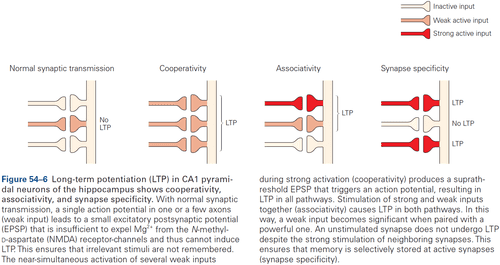 Inactive input
Weak active input
Strong active input
Normal synaptic transmission
Cooperativity
Associativity
Synapse specificity
No
LTP
LTP
LTP
LTP
No LTP
LTP
Figure 54–6 Long-term potentiation (LTP) in CA1 pyrami-
dal neurons of the hippocampus shows cooperativity,
associativity, and synapse specificity. With normal synaptic
transmission, a single action potential in one or a few axons
(weak input) leads to a small excitatory postsynaptic potential
(EPSP) that is insufficient to expel Mg2+ from the N-methyl-
D-aspartate (NMDA) receptor-channels and thus cannot induce
LTP. This ensures that irrelevant stimuli are not remembered.
The near-simultaneous activation of several weak inputs
during strong activation (cooperativity) produces a suprath-
reshold EPSP that triggers an action potential, resulting in
LTP in all pathways. Stimulation of strong and weak inputs
together (associativity) causes LTP in both pathways. In this
way, a weak input becomes significant when paired with a
powerful one. An unstimulated synapse does not undergo LTP
despite the strong stimulation of neighboring synapses. This
ensures that memory is selectively stored at active synapses
(synapse specificity).